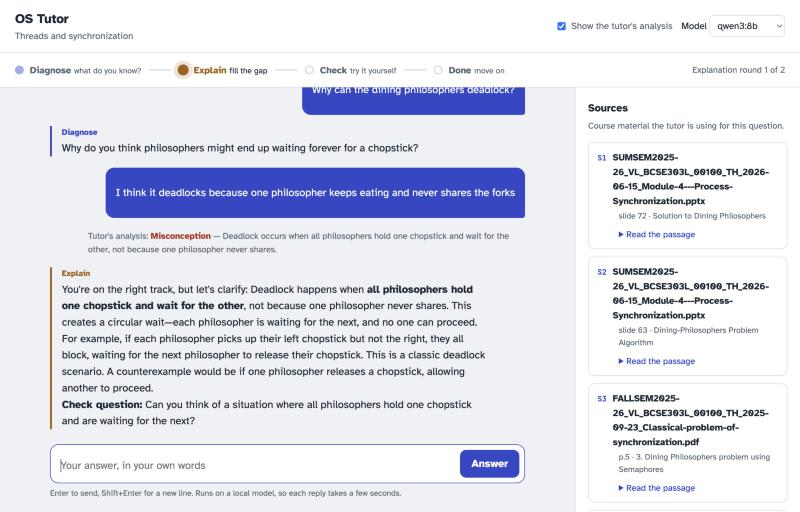 OS Tutor
Threads and synchronization
Show the tutor's analysis
Model
qwen3:8b
Diagnose what do you know?
Explain fill the gap
Check try it yourself
Done move on
Explanation round 1 of 2
Why can the dining philosophers deadlock?
Diagnose
Why do you think philosophers might end up waiting forever for a chopstick?
I think it deadlocks because one philosopher keeps eating and never shares the forks
Tutor's analysis: Misconception — Deadlock occurs when all philosophers hold one chopstick and wait for the
other, not because one philosopher never shares.
Explain
You're on the right track, but let's clarify: Deadlock happens when all philosophers hold
one chopstick and wait for the other, not because one philosopher never shares. This
creates a circular wait—each philosopher is waiting for the next, and no one can proceed.
For example, if each philosopher picks up their left chopstick but not the right, they all
block, waiting for the next philosopher to release their chopstick. This is a classic deadlock
scenario. A counterexample would be if one philosopher releases a chopstick, allowing
another to proceed.
Check question: Can you think of a situation where all philosophers hold one chopstick
and are waiting for the next?
Your answer, in your own words
Answer
Enter to send, Shift+Enter for a new line. Runs on a local model, so each reply takes a few seconds.
Sources
Course material the tutor is using for this question.
S1 SUMSEM2025-
26_VL_BCSE303L_00100_TH_2026-
06-15_Module-4---Process-
Synchronization.pptx
slide 72 · Solution to Dining Philosophers
Read the passage
S2 SUMSEM2025-
26_VL_BCSE303L_00100_TH_2026-
06-15_Module-4---Process-
Synchronization.pptx
slide 63 · Dining-Philosophers Problem
Algorithm
Read the passage
S3 FALLSEM2025-
26_VL_BCSE303L_00100_TH_2025-
09-23_Classical-problem-of-
synchronization.pdf
p.5 · 3. Dining Philosophers problem using
Semaphores
Read the passage